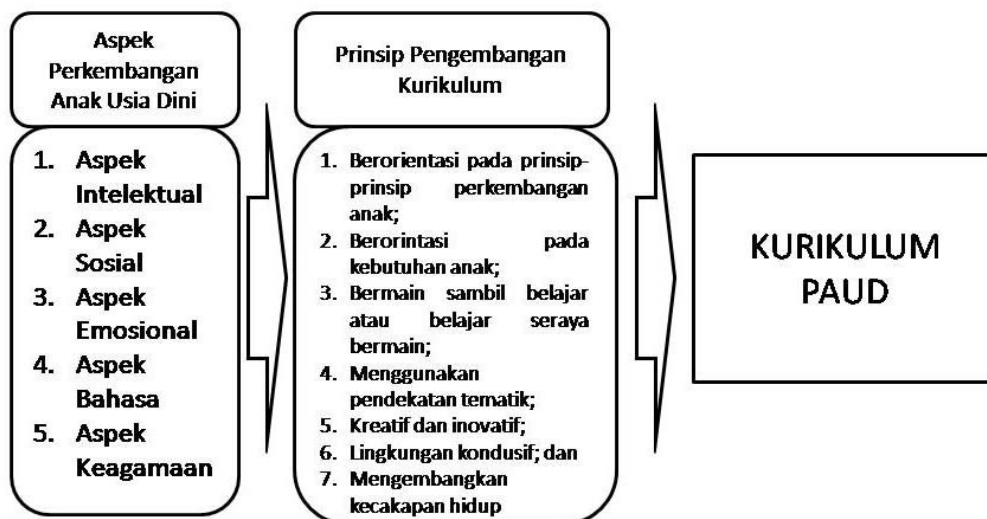 Aspek
Perkembangan
Anak Usia Dini
1. Aspek
Intelektual
2. Aspek
Sosial
3. Aspek
Emosional
4. Aspek
Bahasa
5. Aspek
Keagamaan
Prinsip Pengembangan
Kurikulum
1. Berorientasi pada prinsip-
prinsip perkembangan
anak;
2. Berorintasi pada
kebutuhan anak;
3. Bermain sambil belajar
atau belajar seraya
bermain;
4. Menggunakan
pendekatan tematik;
5. Kreatif dan inovatif;
6. Lingkungan kondusif; dan
7. Mengembangkan
kecakapan hidup
KURIKULUM
PAUD